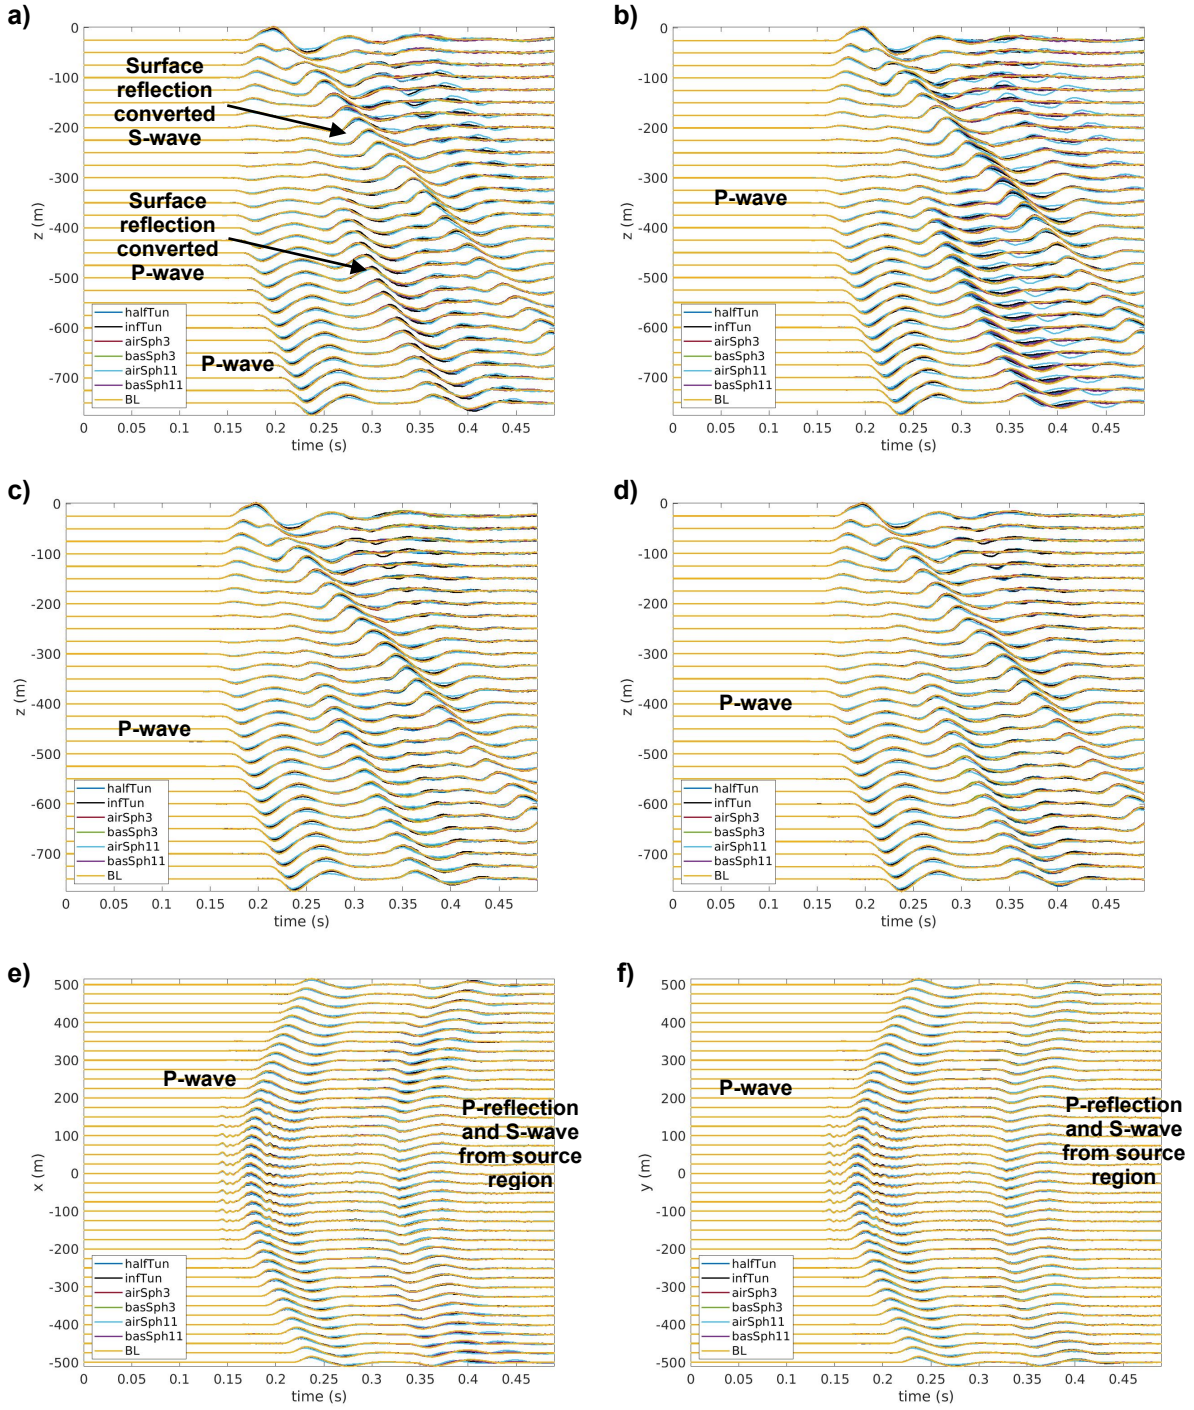 a)
0
-100
-200
-300
-400
-500
-600
-700
z (m)
Surface
reflection
converted
S-wave
Surface
reflection
converted
P-wave
P-wave
halfTun
infTun
airSph3
basSph3
airSph11
basSph11
BL
0 0.05 0.1 0.15 0.2 0.25 0.3 0.35 0.4 0.45
time (s)
b)
0
-100
-200
-300
-400
-500
-600
-700
z (m)
P-wave
halfTun
infTun
airSph3
basSph3
airSph11
basSph11
BL
0 0.05 0.1 0.15 0.2 0.25 0.3 0.35 0.4 0.45
time (s)
c)
0
-100
-200
-300
-400
-500
-600
-700
z (m)
P-wave
halfTun
infTun
airSph3
basSph3
airSph11
basSph11
BL
0 0.05 0.1 0.15 0.2 0.25 0.3 0.35 0.4 0.45
time (s)
d)
0
-100
-200
-300
-400
-500
-600
-700
z (m)
P-wave
halfTun
infTun
airSph3
basSph3
airSph11
basSph11
BL
0 0.05 0.1 0.15 0.2 0.25 0.3 0.35 0.4 0.45
time (s)
e)
500
400
300
200
100
0
-100
-200
-300
-400
-500
x (m)
P-wave
P-reflection
and S-wave
from source
region
halfTun
infTun
airSph3
basSph3
airSph11
basSph11
BL
0 0.05 0.1 0.15 0.2 0.25 0.3 0.35 0.4 0.45
time (s)
f)
500
400
300
200
100
0
-100
-200
-300
-400
-500
y (m)
P-wave
P-reflection
and S-wave
from source
region
halfTun
infTun
airSph3
basSph3
airSph11
basSph11
BL
0 0.05 0.1 0.15 0.2 0.25 0.3 0.35 0.4 0.45
time (s)